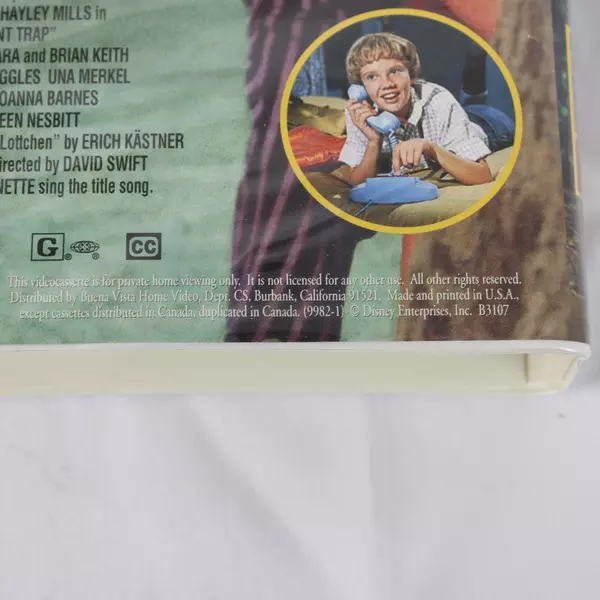 HAYLEY MILLS in
NT TRAP"
ARA and BRIAN KEITH
GGLES UNA MERKEL
OANNA BARNES
EEN NESBITT
Lottchen" by ERICH KÄSTNER
irected by DAVID SWIFT
NETTE sing the title song.
G ® CC
This videocassette is for private home viewing only. It is not licensed for any other use. All other rights reserved.
Distributed by Buena Vista Home Video, Dept. CS, Burbank, California 91521. Made and printed in U.S.A.,
except cassettes distributed in Canada, duplicated in Canada. (9982-1) © Disney Enterprises, Inc. B3107